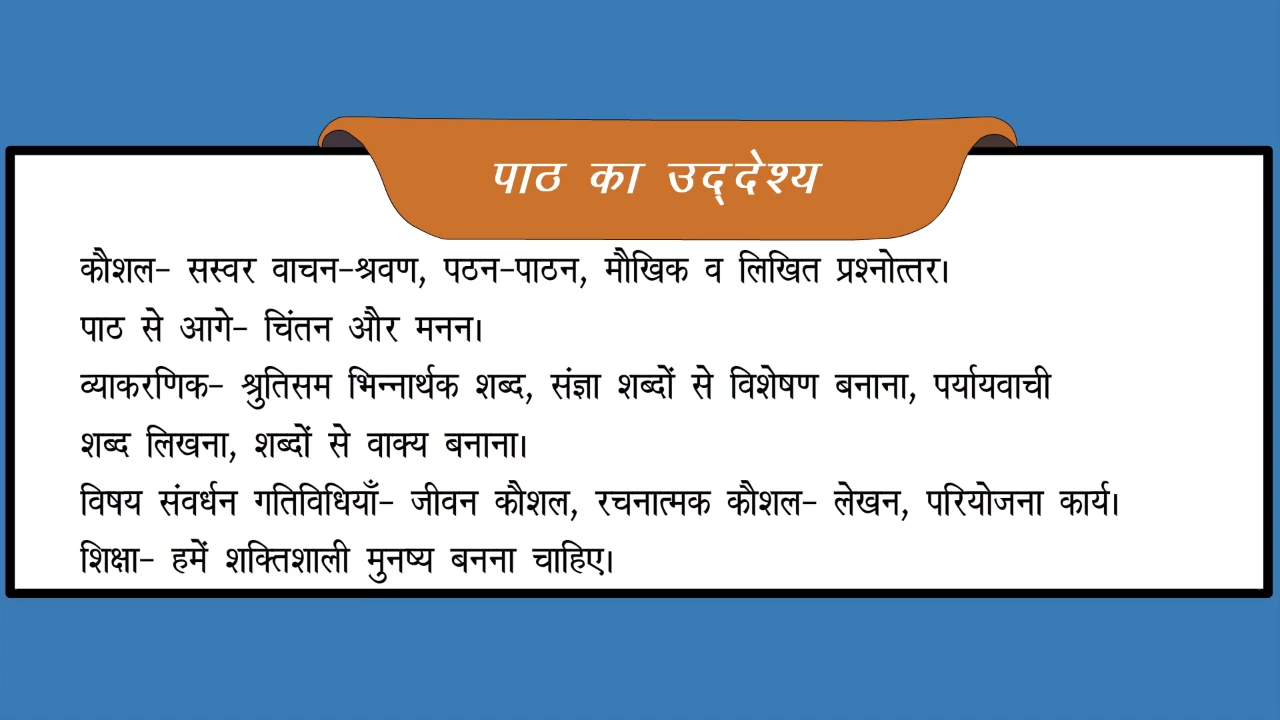 पाठ का उद्‌देश्य
कौशल- सस्वर वाचन-श्रवण, पठन-पाठन, मौखिक व लिखित प्रश्नोत्तर।
पाठ से आगे- चिंतन और मनन।
व्याकरणिक- श्रुतिसम भिन्नार्थक शब्द, संज्ञा शब्दों से विशेषण बनाना, पर्यायवाची
शब्द लिखना, शब्दों से वाक्य बनाना।
विषय संवर्धन गतिविधियाँ- जीवन कौशल, रचनात्मक कौशल- लेखन, परियोजना कार्य।
शिक्षा- हमें शक्तिशाली मुनष्य बनना चाहिए।